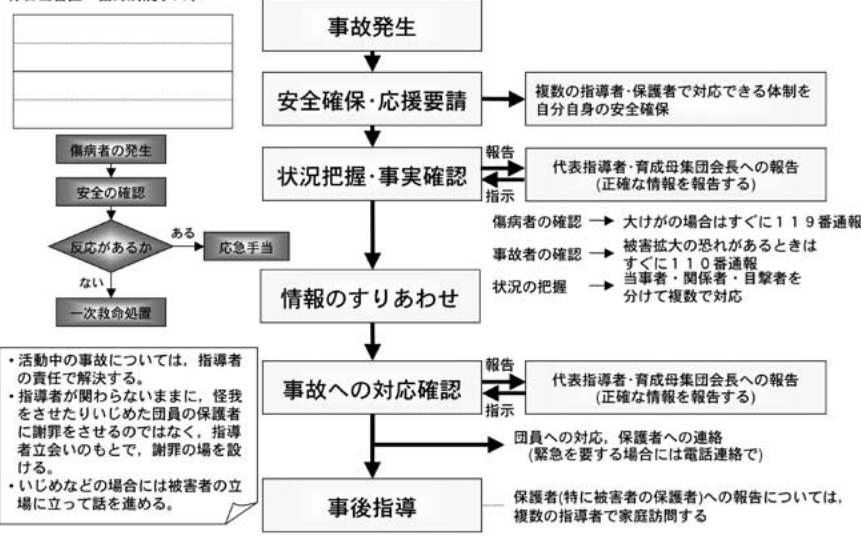 事故発生
安全確保・応援要請
複数の指導者・保護者で対応できる体制を
自分自身の安全確保
傷病者の発生
安全の確認
反応があるか
ある
応急手当
ない
一次救命処置
状況把握・事実確認
報告
指示
代表指導者・育成母集団会長への報告
(正確な情報を報告する)
傷病者の確認 → 大けがの場合はすぐに119番通報
事故者の確認 → 被害拡大の恐れがあるときは
すぐに110番通報
状況の把握 → 当事者・関係者・目撃者を
分けて複数で対応
情報のすりあわせ
事故への対応確認
報告
指示
代表指導者・育成母集団会長への報告
(正確な情報を報告する)
団員への対応,保護者への連絡
(緊急を要する場合には電話連絡で)
・活動中の事故については,指導者
の責任で解決する。
・指導者が関わらないままに,怪我
をさせたりいじめた団員の保護者
に謝罪をさせるのではなく,指導
者立会いのもとで,謝罪の場を設
ける。
・いじめなどの場合には被害者の立
場に立って話を進める。
事後指導
保護者(特に被害者の保護者)への報告については,
複数の指導者で家庭訪問する